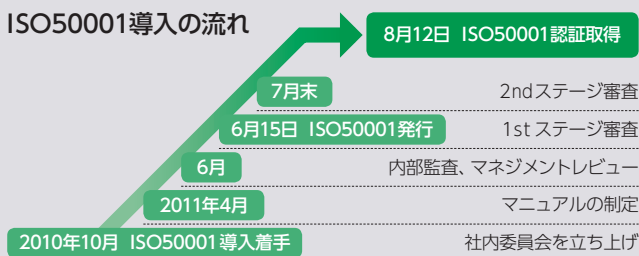 ISO50001導入の流れ
8月12日 ISO50001認証取得
7月末 2ndステージ審査
6月15日 ISO50001発行 1stステージ審査
6月 内部監査、マネジメントレビュー
2011年4月 マニュアルの制定
2010年10月 ISO50001導入着手 社内委員会を立ち上げ